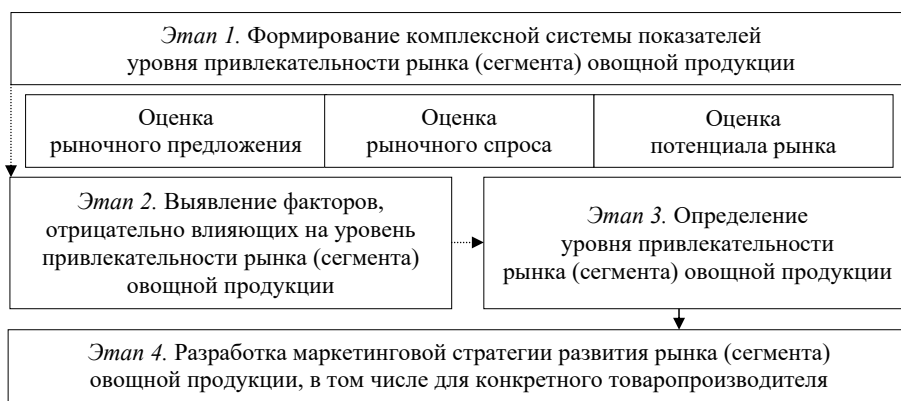 Этап 1. Формирование комплексной системы показателей
уровня привлекательности рынка (сегмента) овощной продукции
Оценка
рыночного предложения
Оценка
рыночного спроса
Оценка
потенциала рынка
Этап 2. Выявление факторов,
отрицательно влияющих на уровень
привлекательности рынка (сегмента)
овощной продукции
Этап 3. Определение
уровня привлекательности
рынка (сегмента) овощной продукции
Этап 4. Разработка маркетинговой стратегии развития рынка (сегмента)
овощной продукции, в том числе для конкретного товаропроизводителя